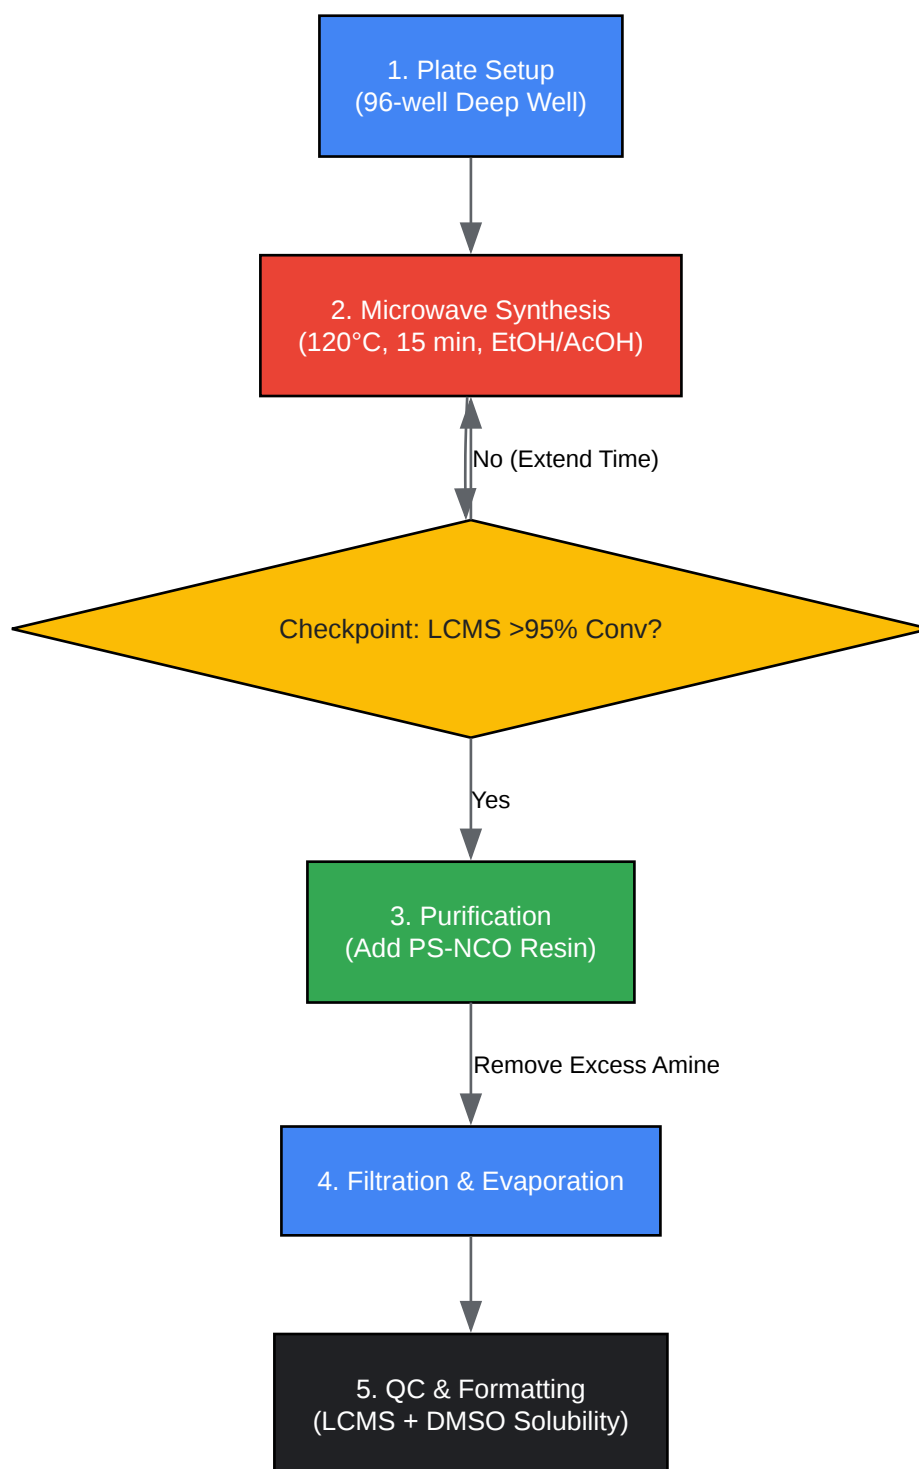 1. Plate Setup
(96-well Deep Well)
2. Microwave Synthesis
(120°C, 15 min, EtOH/AcOH)
No (Extend Time)
Checkpoint: LCMS >95% Conv?
Yes
3. Purification
(Add PS-NCO Resin)
Remove Excess Amine
4. Filtration & Evaporation
5. QC & Formatting
(LCMS + DMSO Solubility)